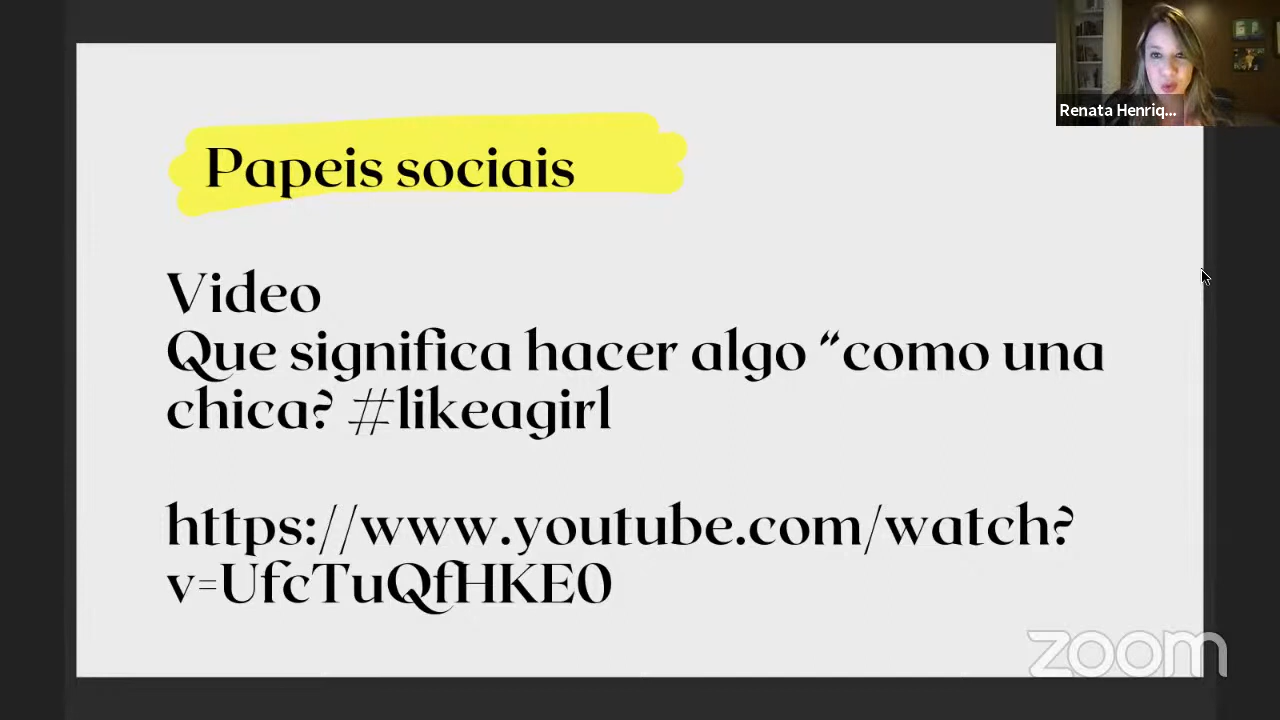 Renata Henriq...
Papeis sociais
Video
Que significa hacer algo “como una
chica? #likeagirl
https://www.youtube.com/watch?
v=UfcTuQfHKE0
zoom